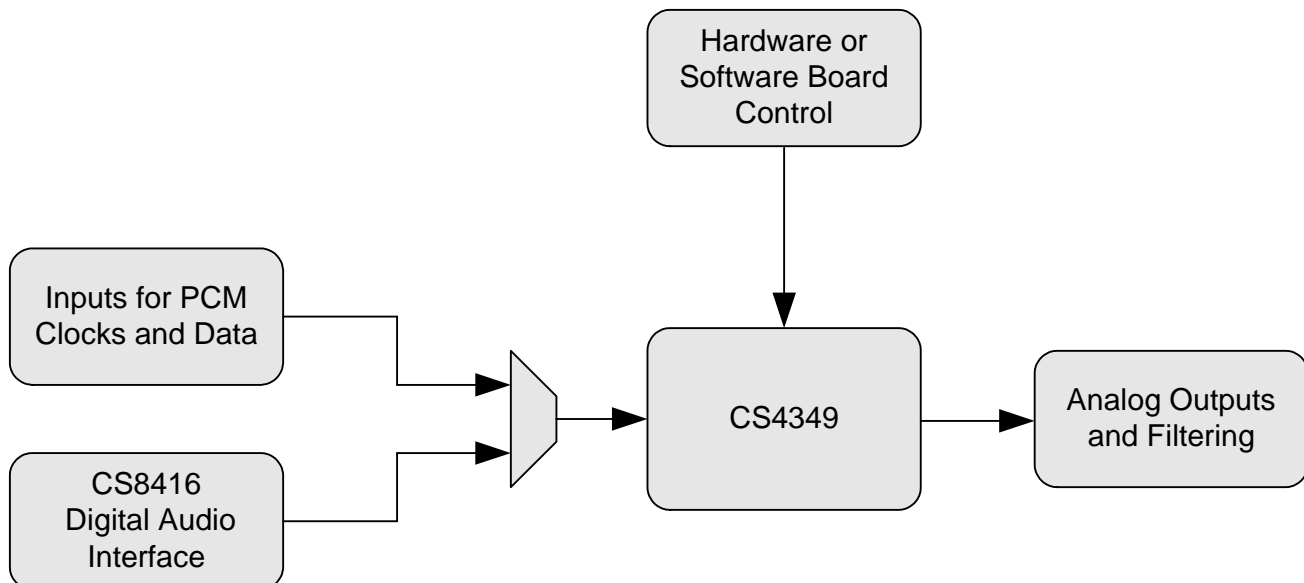 Hardware or
Software Board
Control
Inputs for PCM
Clocks and Data
CS4349
Analog Outputs
and Filtering
CS8416
Digital Audio
Interface